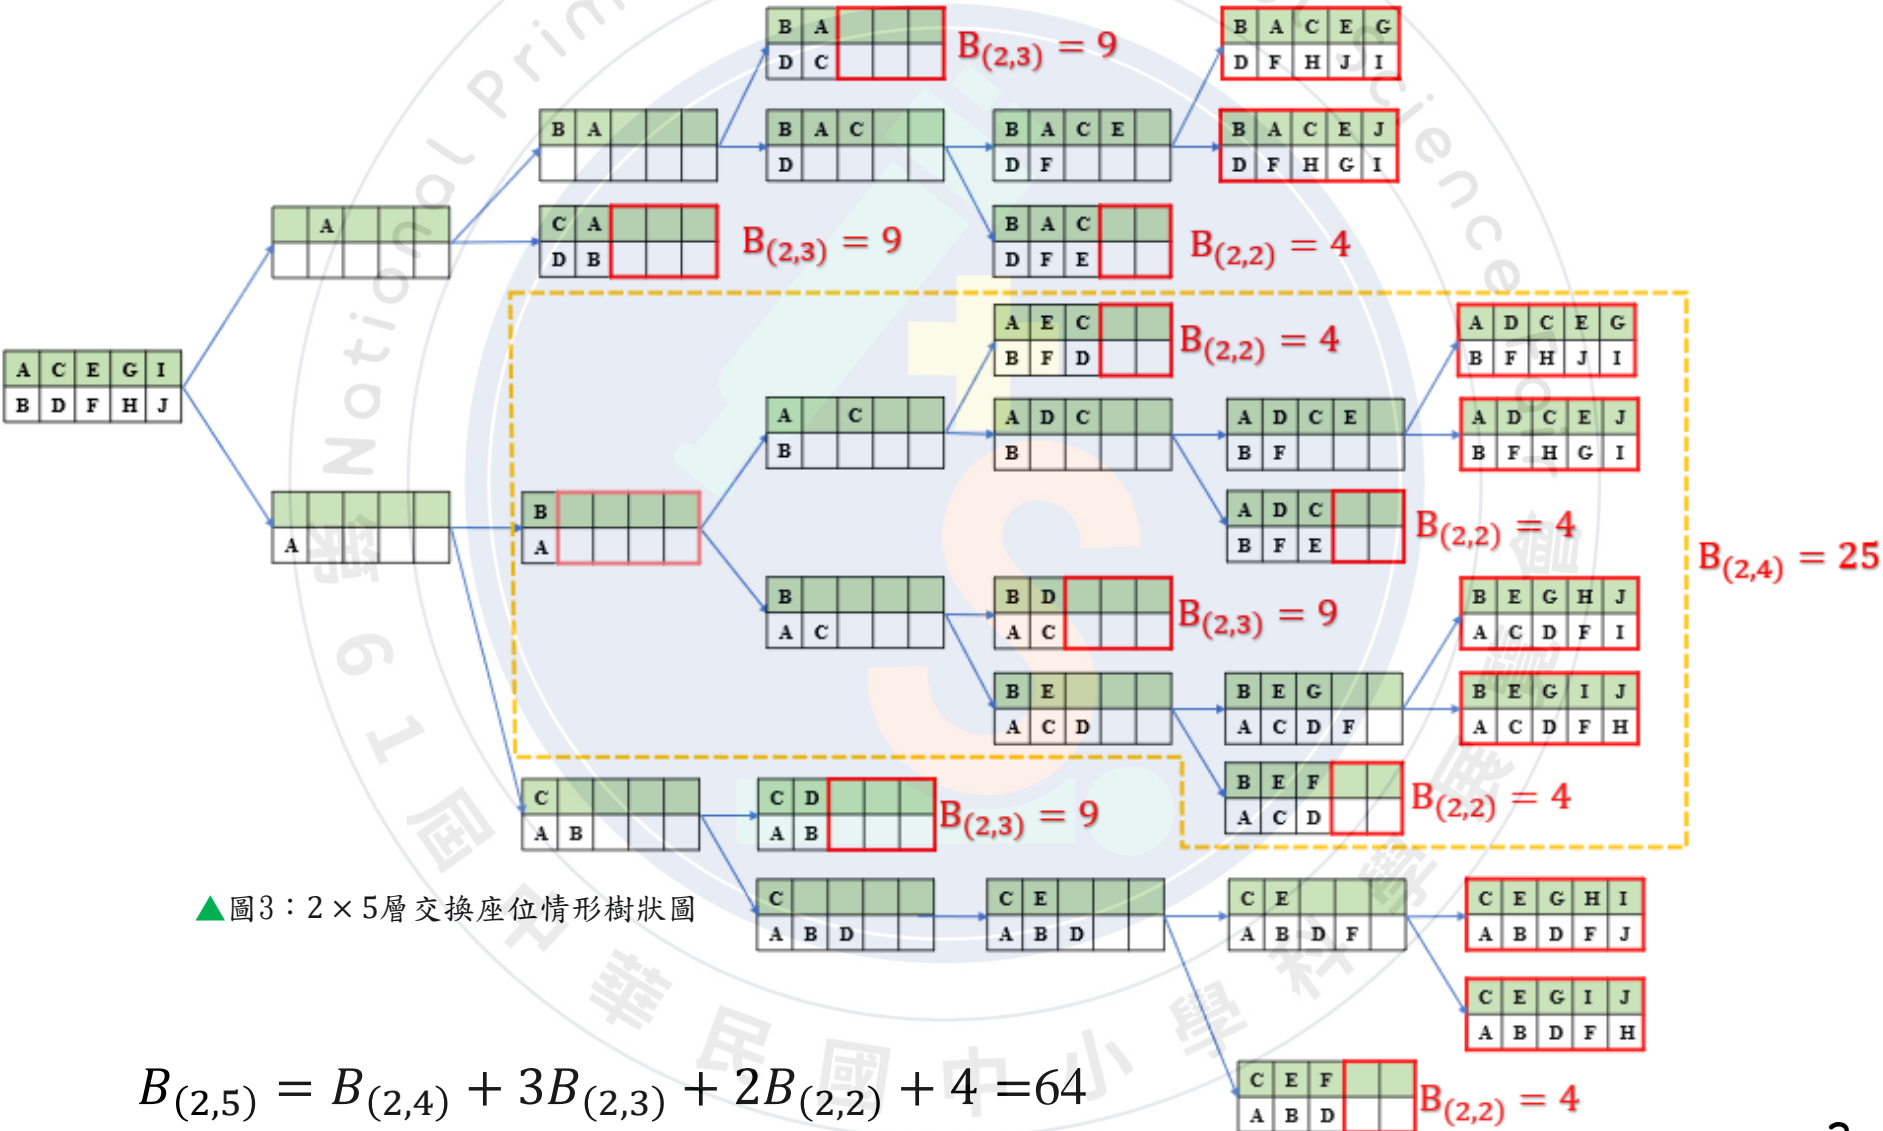 B A
D C
B(2,3) = 9
B A C E G
D F H J I
B A
B A C
D
B A C E
D F
B A C E J
D F H G I
A
C A
D B
B(2,3) = 9
B A C
D F E
B(2,2) = 4
A C E G I
B D F H J
A E C
B F D
B(2,2) = 4
A D C E G
B F H J I
A C
B
A D C
B
A D C E
B F
A D C E J
B F H G I
A
B
A
A D C
B F E
B(2,2) = 4
B(2,4) = 25
B
A C
B D
A C
B(2,3) = 9
B E G H J
A C D F I
B E
A C D
B E G
A C D F
B E G I J
A C D F H
B E F
A C D
B(2,2) = 4
C
A B
C D
A B
B(2,3) = 9
▲圖3：2 × 5層交換座位情形樹狀圖
C
A B D
C E
A B D
C E
A B D F
C E G H I
A B D F J
C E G I J
A B D F H
C E F
A B D
B(2,2) = 4
B(2,5) = B(2,4) + 3B(2,3) + 2B(2,2) + 4 =64